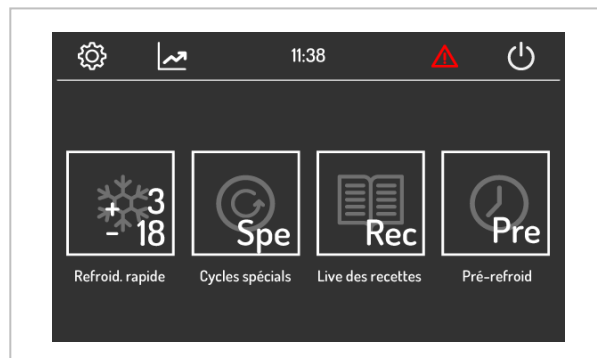 11:38
+ 3
- 18
Spe
Rec
Pre
Refroid. rapide
Cycles spécials
Live des recettes
Pré-refroid